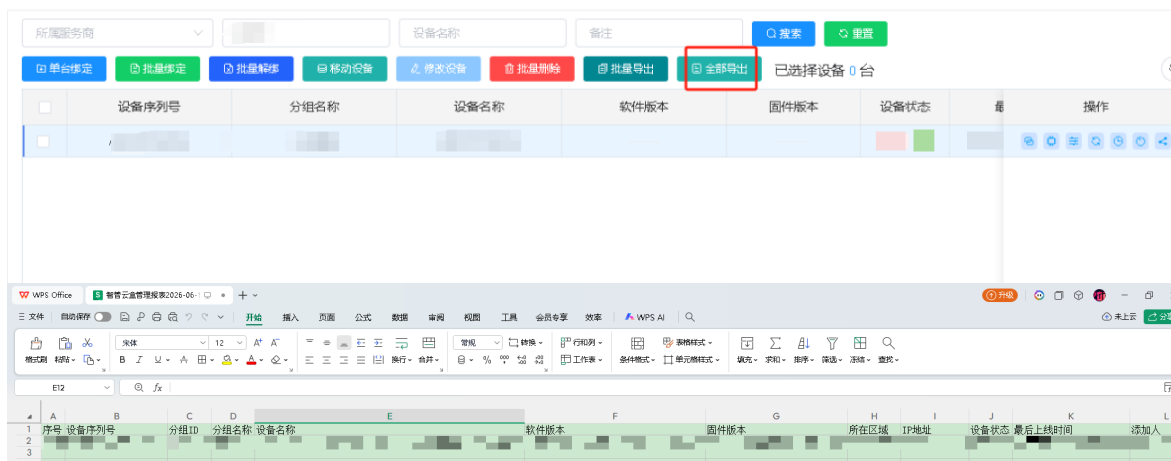 所属服务商 设备名称 备注 搜索 重置
单台绑定 批量绑定 批量解绑 移动设备 修改设备 批量删除 批量导出 全部导出 已选择设备 0 台
设备序列号 分组名称 设备名称 软件版本 固件版本 设备状态 操作
WPS Office 智管云盒管理报表2026-06-1 升级
文件 自动保存 开始 插入 页面 公式 数据 审阅 视图 工具 会员专享 效率 WPS AI 未上云 分享
格式刷 粘贴 宋体 12 A+ A- 换行 合并 常规 转换 行和列 工作表 条件格式 表格样式 单元格样式 填充 求和 排序 筛选 冻结 查找
B I U A
E12 fx
A B C D E F G H I J K L
1 序号 设备序列号 分组ID 分组名称 设备名称 软件版本 固件版本 所在区域 IP地址 设备状态 最后上线时间 添加人
2
3